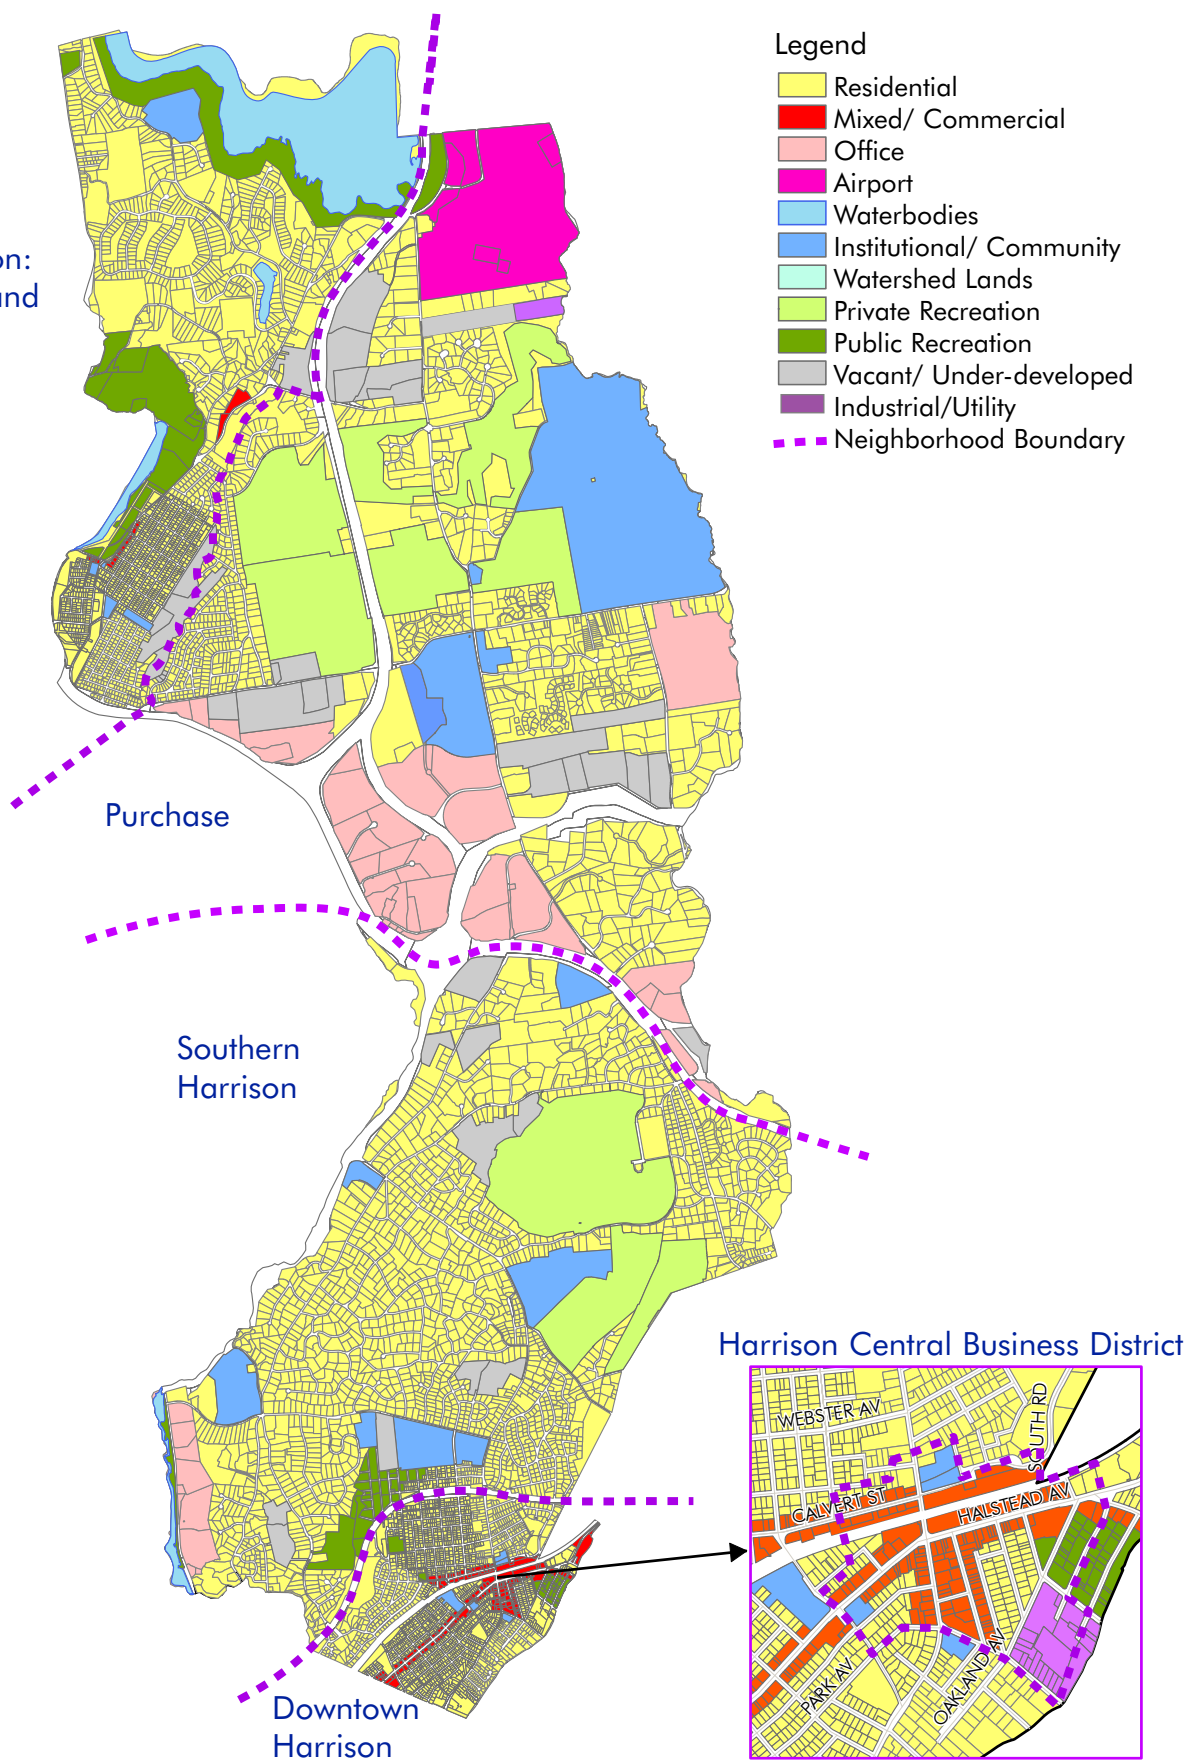 Legend
Residential
Mixed/ Commercial
Office
Airport
Waterbodies
Institutional/ Community
Watershed Lands
Private Recreation
Public Recreation
Vacant/ Under-developed
Industrial/Utility
Neighborhood Boundary
on:
and
Purchase
Southern
Harrison
Harrison Central Business District
WEBSTER AV
SOUTH RD
CALVERT ST
HALSTEAD AV
PARK AV
OAKLAND AV
Downtown
Harrison